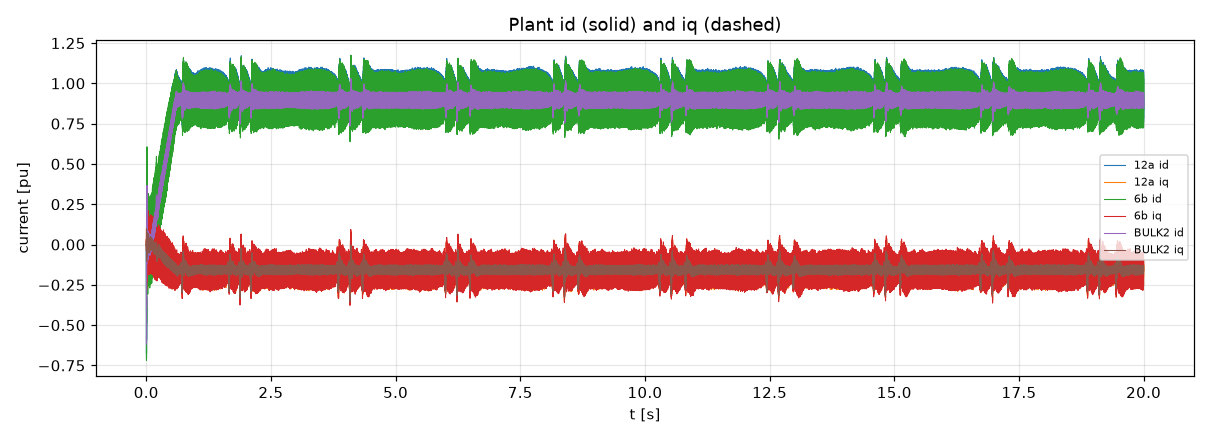 Plant id (solid) and iq (dashed)
1.25
1.00
0.75
0.50
0.25
0.00
−0.25
−0.50
−0.75
current [pu]
12a id
12a iq
6b id
6b iq
BULK2 id
BULK2 iq
0.0 2.5 5.0 7.5 10.0 12.5 15.0 17.5 20.0
t [s]